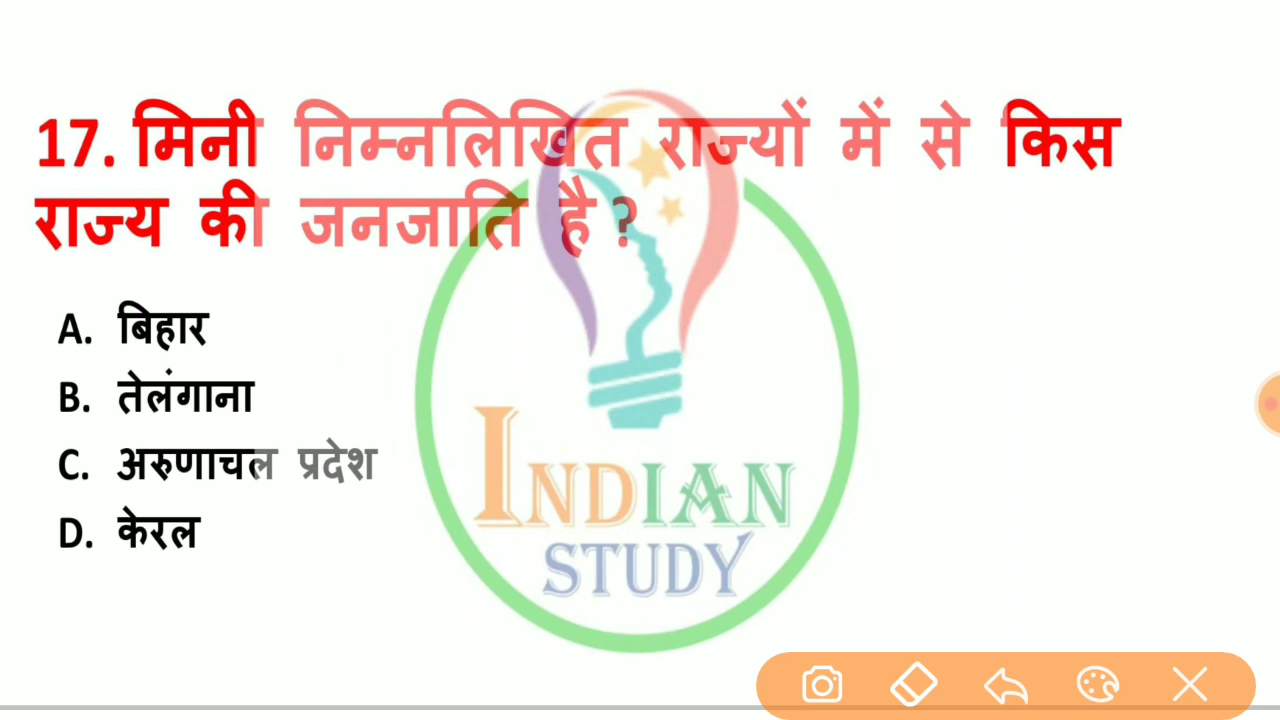 17. मिनी निम्नलिखित राज्यों में से किस
राज्य की जनजाति है ?
A. बिहार
B. तेलंगाना
C. अरुणाचल प्रदेश
D. केरल
INDIAN
STUDY